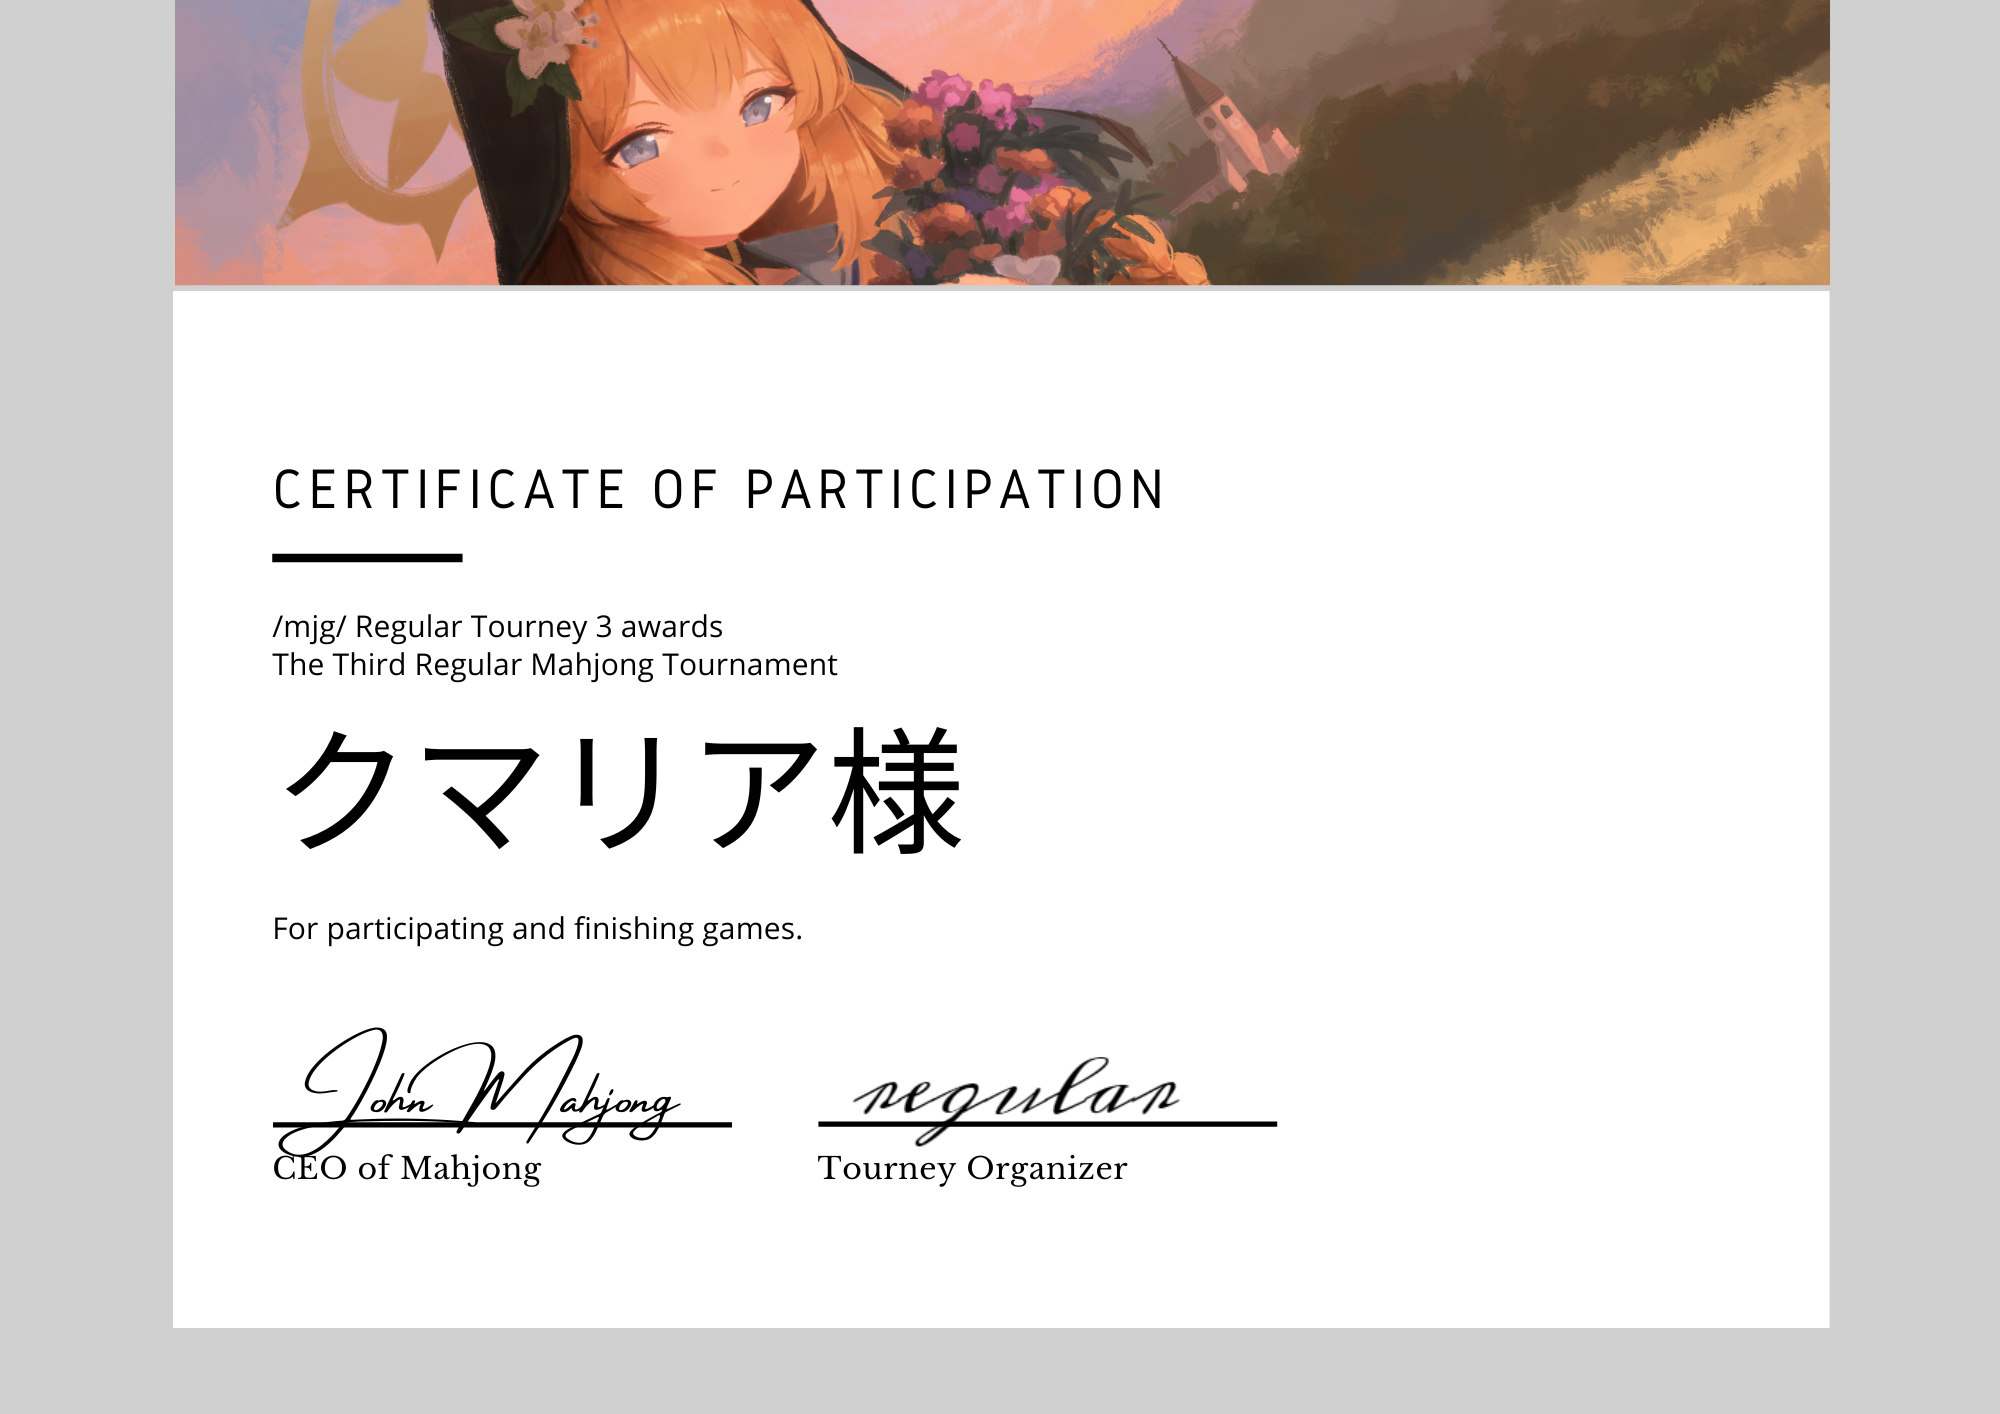 CERTIFICATE OF PARTICIPATION
/mjg/ Regular Tourney 3 awards
The Third Regular Mahjong Tournament
クマリア様
For participating and finishing games.
John Mahjong
CEO of Mahjong
regular
Tourney Organizer